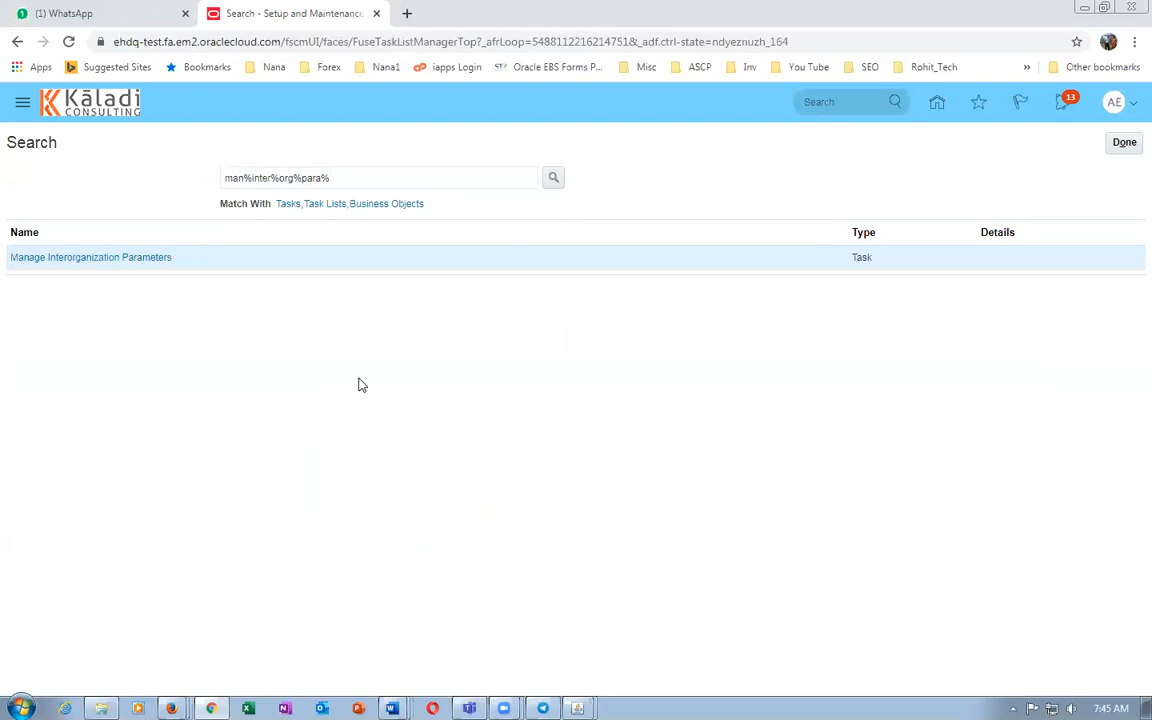 (1) WhatsApp
Search - Setup and Maintenance
ehdq-test.fa.em2.oraclecloud.com/fscmUI/faces/FuseTaskListManagerTop?_afrLoop=5488112216214751&_adf.ctrl-state=ndyeznuzh_164
Apps Suggested Sites Bookmarks Nana Forex Nana1 iapps Login Oracle EBS Forms P... Misc ASCP Inv You Tube SEO Rohit_Tech » Other bookmarks
Kaladi
CONSULTING
Search
13
AE
Search
Done
man%inter%org%para%
Match With Tasks, Task Lists, Business Objects
Name Type Details
Manage Interorganization Parameters Task
7:45 AM